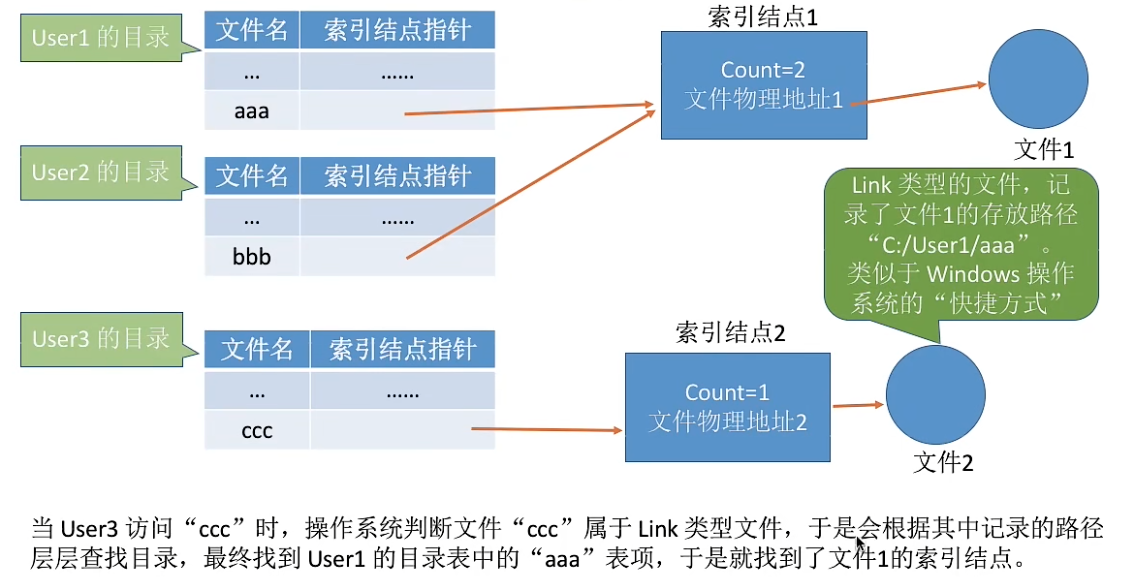 User1 的目录
文件名 索引结点指针
... ......
aaa
索引结点1
Count=2
文件物理地址1
文件1
User2 的目录
文件名 索引结点指针
... ......
bbb
Link 类型的文件，记
录了文件1的存放路径
“C:/User1/aaa”。
类似于 Windows 操作
系统的“快捷方式”
User3 的目录
文件名 索引结点指针
... ......
ccc
索引结点2
Count=1
文件物理地址2
文件2
当 User3 访问“ccc”时，操作系统判断文件“ccc”属于 Link 类型文件，于是会根据其中记录的路径
层层查找目录，最终找到 User1 的目录表中的“aaa”表项，于是就找到了文件1的索引结点。